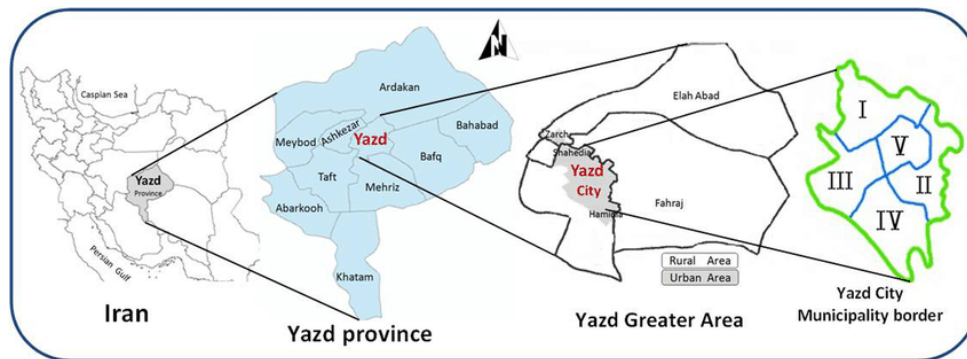 Caspian Sea
Yazd
Province
Persian Gulf
Iran
N
Ardakan
Meybod
Ashkezar
Yazd
Bahabad
Bafq
Taft
Mehriz
Abarkooh
Khatam
Yazd province
Elah Abad
Zarch
Shahedia
Yazd
City
Fahraj
Hamidia
Rural Area
Urban Area
Yazd Greater Area
I
V
III
II
IV
Yazd City
Municipality border